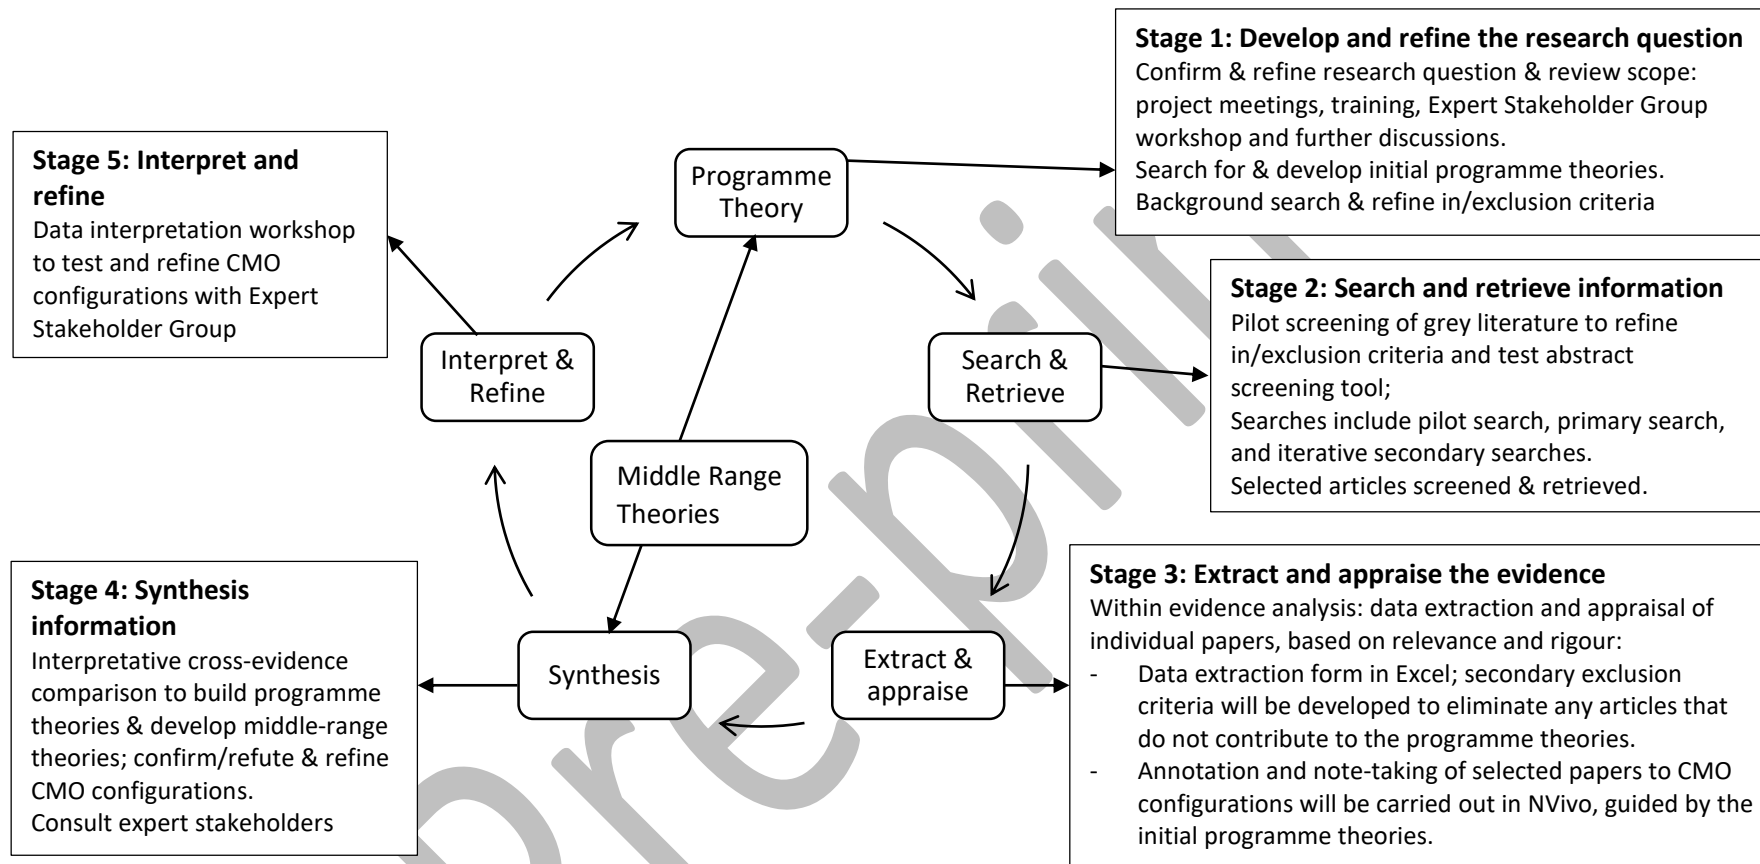 Stage 1: Develop and refine the research question
Confirm & refine research question & review scope:
project meetings, training, Expert Stakeholder Group
workshop and further discussions.
Search for & develop initial programme theories.
Background search & refine in/exclusion criteria
Stage 5: Interpret and
refine
Data interpretation workshop
to test and refine CMO
configurations with Expert
Stakeholder Group
Programme
Theory
Stage 2: Search and retrieve information
Pilot screening of grey literature to refine
in/exclusion criteria and test abstract
screening tool;
Searches include pilot search, primary search,
and iterative secondary searches.
Selected articles screened & retrieved.
Interpret &
Refine
Search &
Retrieve
Middle Range
Theories
Stage 4: Synthesis
information
Interpretative cross-evidence
comparison to build programme
theories & develop middle-range
theories; confirm/refute & refine
CMO configurations.
Consult expert stakeholders
Synthesis
Extract &
appraise
Stage 3: Extract and appraise the evidence
Within evidence analysis: data extraction and appraisal of
individual papers, based on relevance and rigour:
- Data extraction form in Excel; secondary exclusion
criteria will be developed to eliminate any articles that
do not contribute to the programme theories.
- Annotation and note-taking of selected papers to CMO
configurations will be carried out in NVivo, guided by the
initial programme theories.
Pre-prin